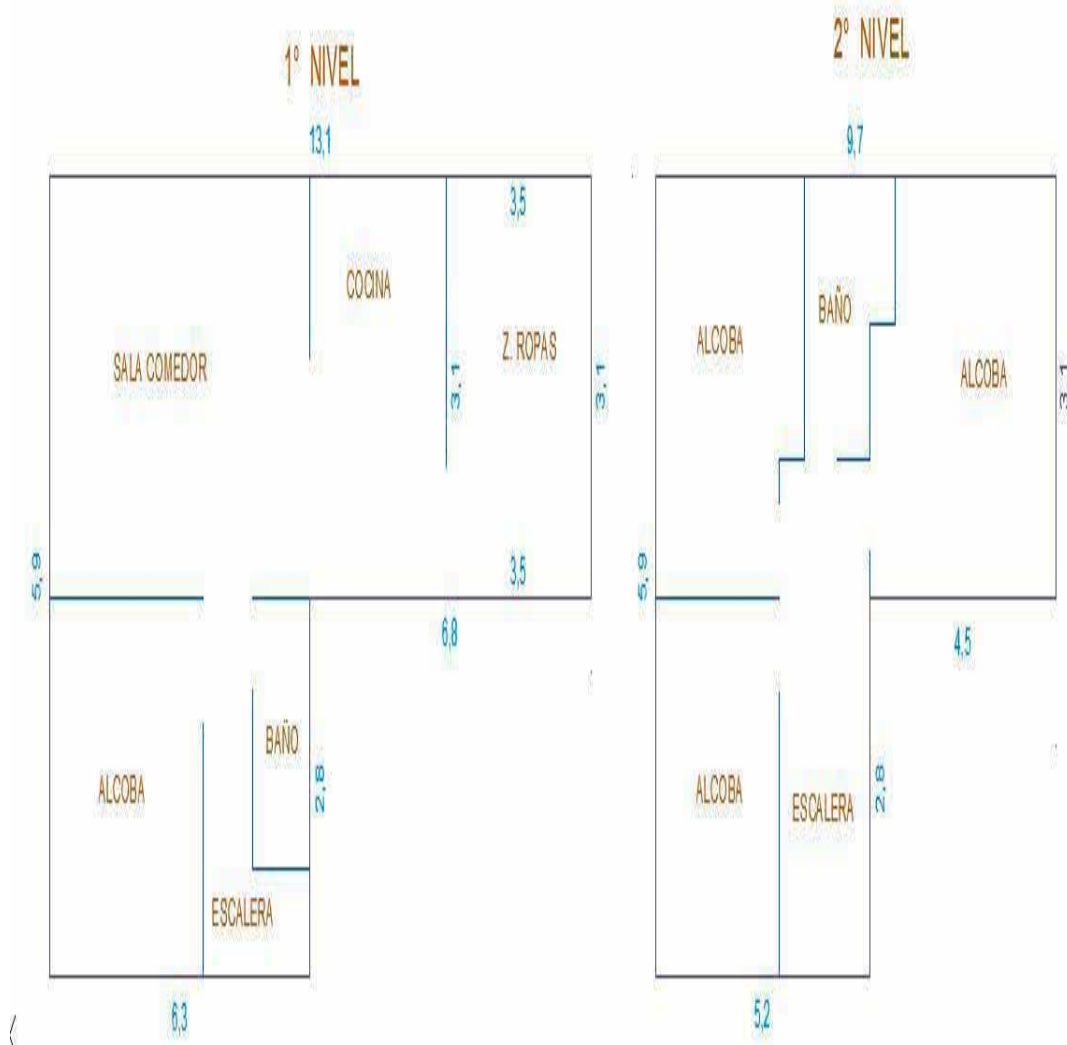 1° NIVEL
13,1
3,5
COCINA
SALA COMEDOR
Z. ROPAS
3,1
3,1
5,9
3,5
6,8
BAÑO
ALCOBA
2,8
ESCALERA
6,3
2° NIVEL
9,7
BAÑO
ALCOBA
ALCOBA
3,1
5,9
4,5
ALCOBA
ESCALERA
2,8
5,2